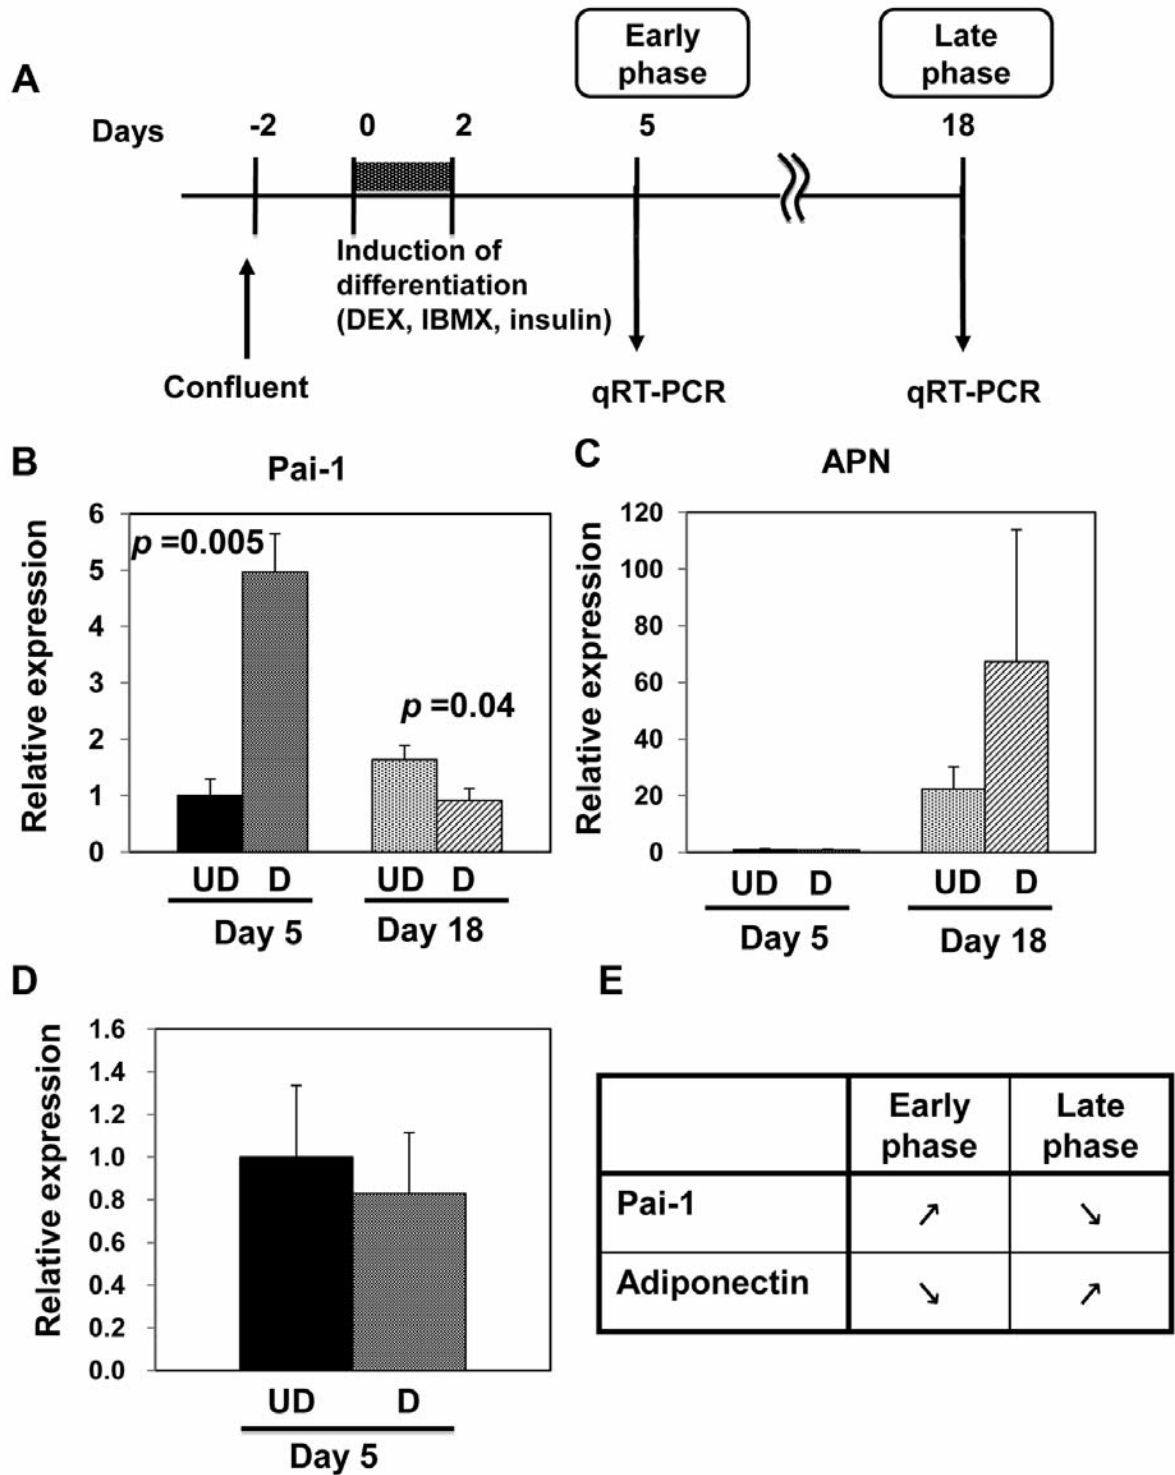 A
Early
phase
Late
phase
Days -2 0 2 5 18
Induction of
differentiation
(DEX, IBMX, insulin)
Confluent
qRT-PCR
qRT-PCR
B
Pai-1
Relative expression
6
5
4
3
2
1
0
p =0.005
p =0.04
UD D UD D
Day 5 Day 18
C
APN
Relative expression
120
100
80
60
40
20
0
UD D UD D
Day 5 Day 18
D
Relative expression
1.6
1.4
1.2
1.0
0.8
0.6
0.4
0.2
0.0
UD D
Day 5
E
Early
phase
Late
phase
Pai-1 ↗ ↘
Adiponectin ↘ ↗